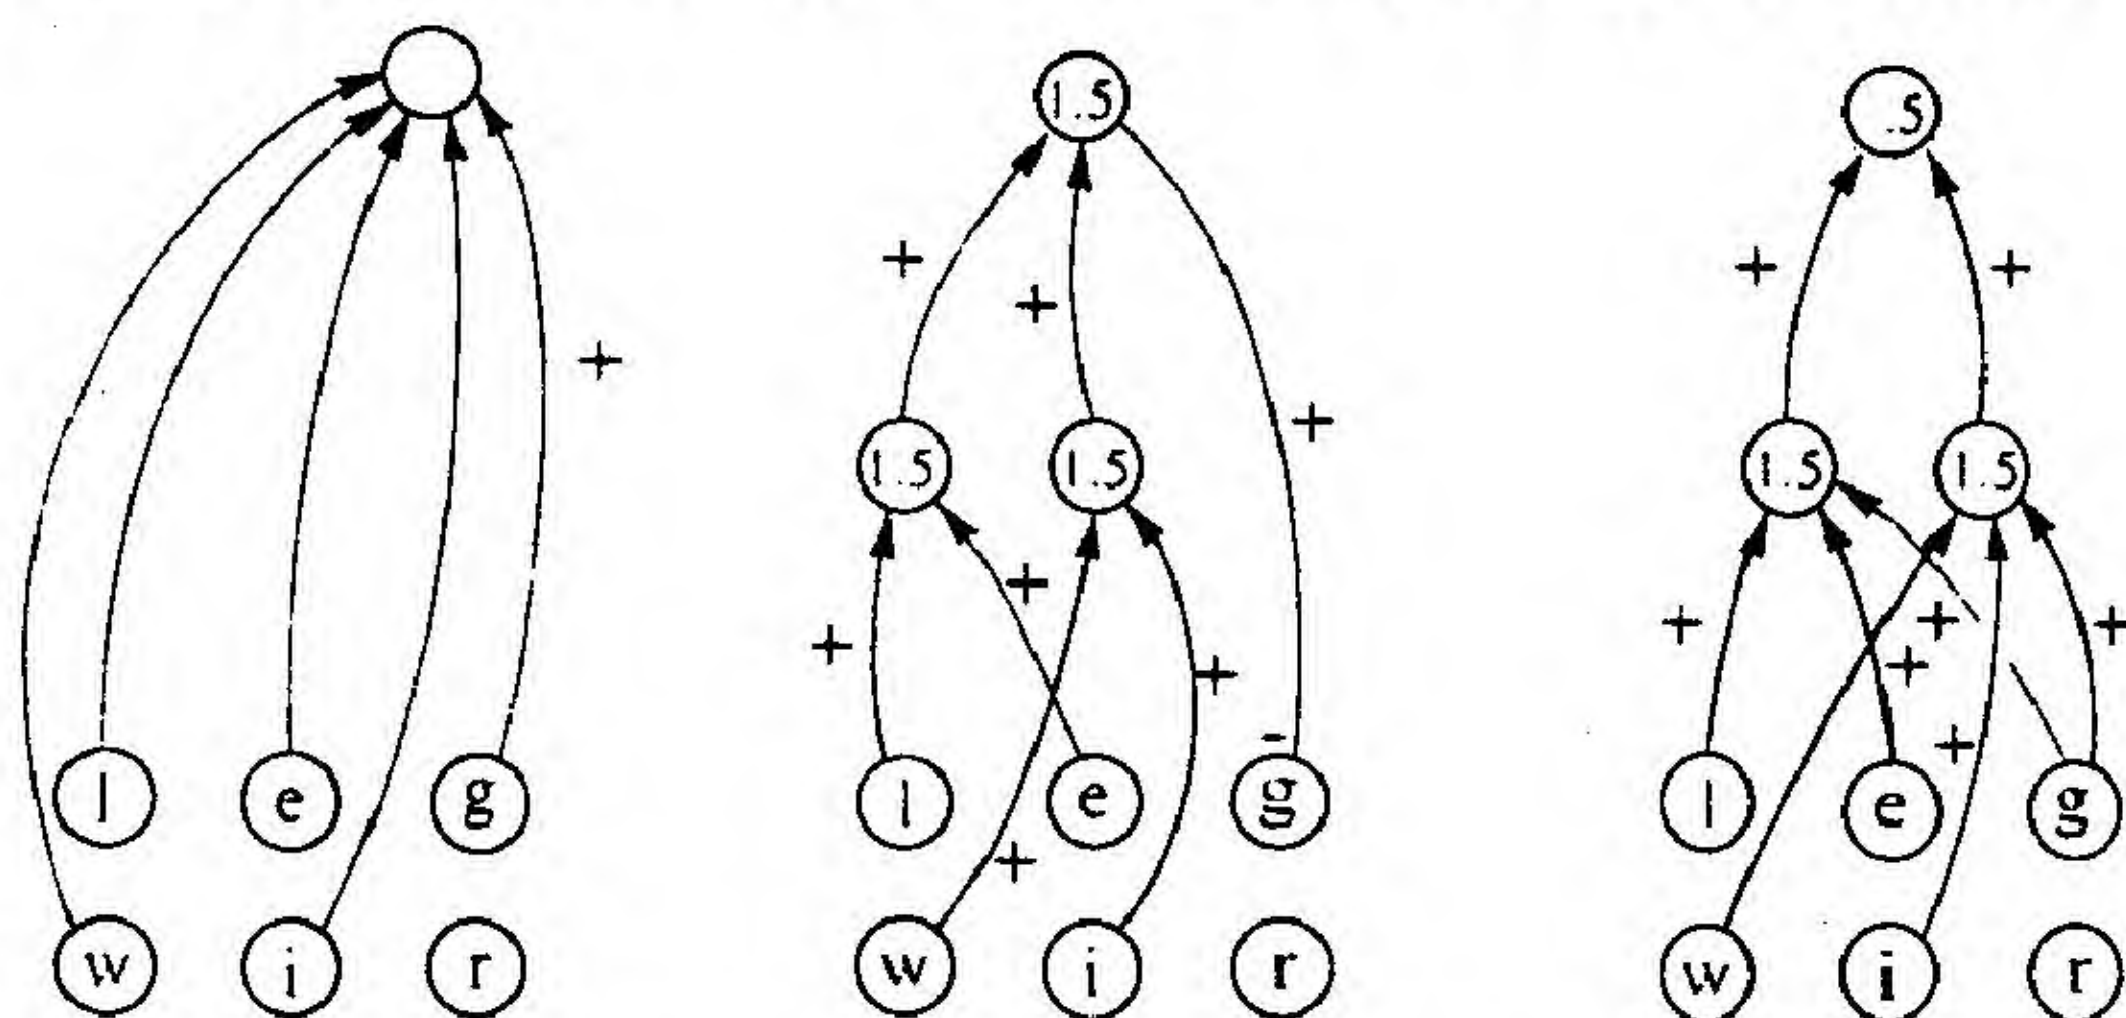 1.5 .5
+ + + +
+
+ +
1.5 1.5 1.5 1.5
+
+ + + + +
+ +
l e g l e g l e g
+ +
w i r w i r w i r